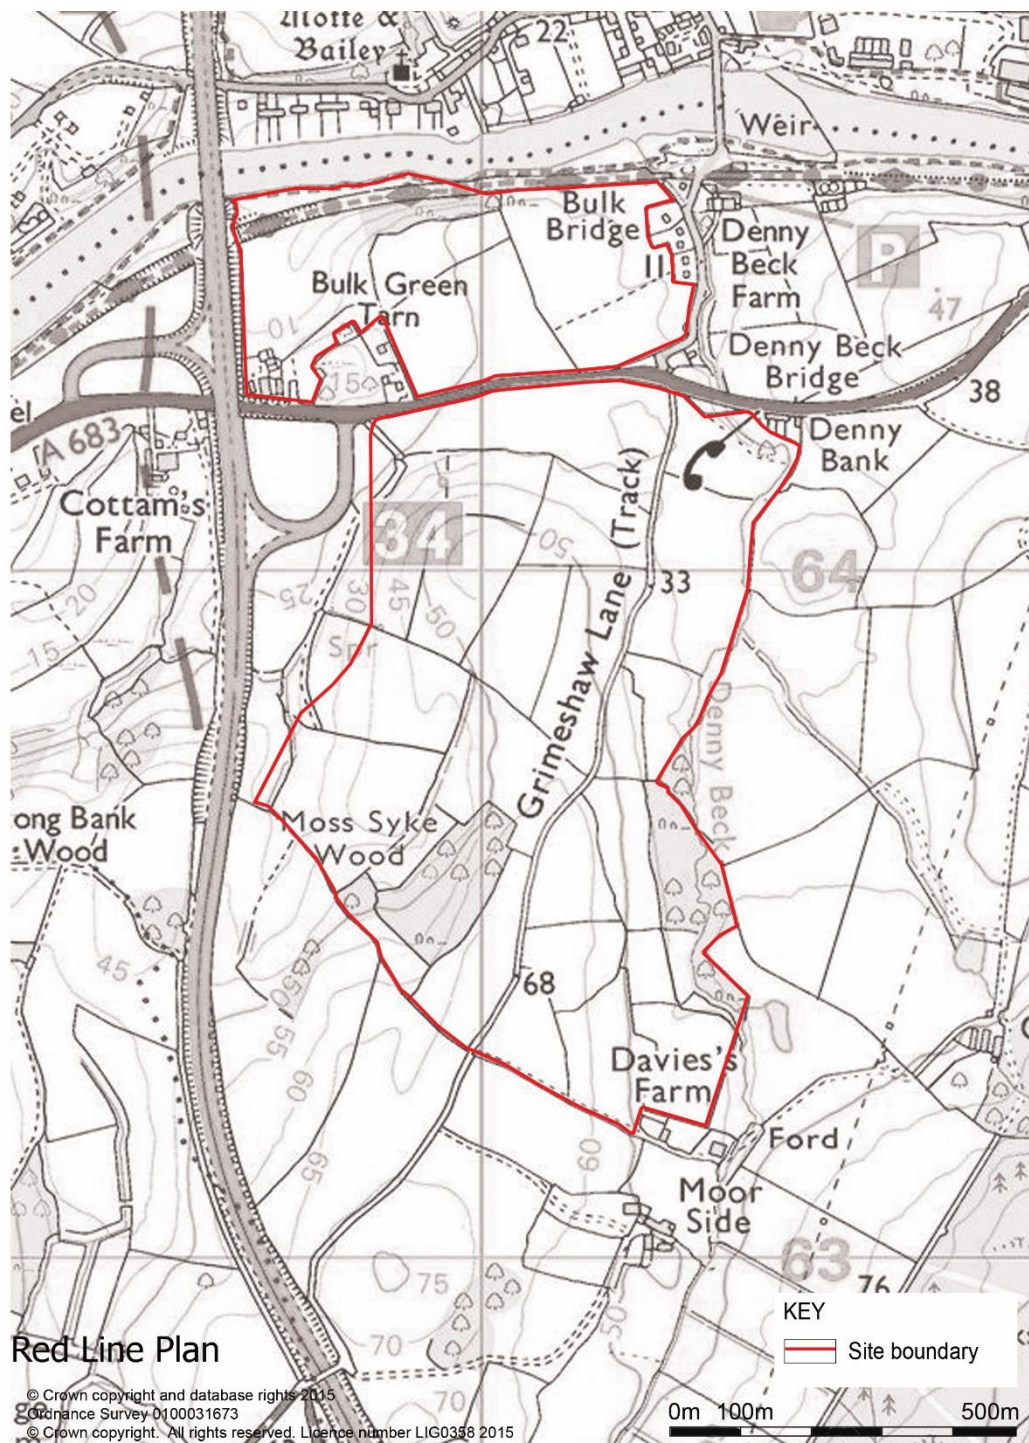 Motte &
Bailey
22
Weir
Bulk
Bridge
Denny
Beck
Farm
P
11
47
Bulk Green
Tarn
10
15
Denny Beck
Bridge
38
A 683
Denny
Bank
Cottam's
Farm
34
50
64
25
30
45
50
33
20
15
Spr
Grimeshaw Lane (Track)
Denny Beck
ong Bank
Wood
Moss Syke
Wood
45
50
55
68
60
Davies's
Farm
Ford
60
65
Moor
Side
63
75
76
50
70
70
KEY
Site boundary
Red Line Plan
© Crown copyright and database rights 2015
Ordnance Survey 0100031673
© Crown copyright. All rights reserved. Licence number LIG0358 2015
0m 100m 500m